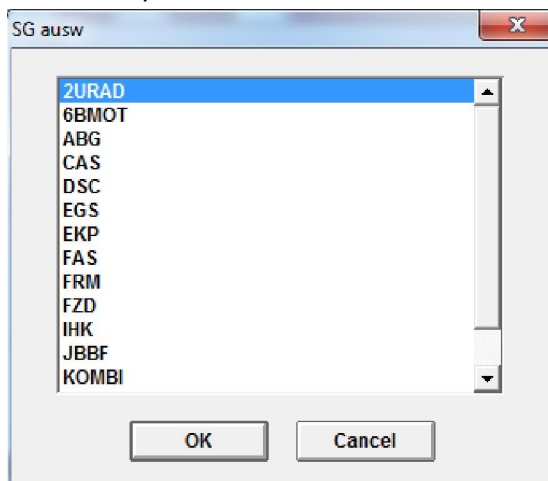 SG ausw
2URAD
6BMOT
ABG
CAS
DSC
EGS
EKP
FAS
FRM
FZD
IHK
JBBF
KOMBI
OK Cancel